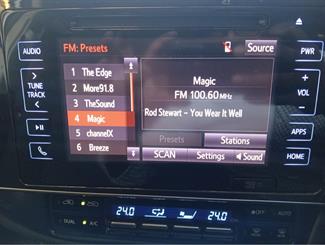 AUDIO
FM: Presets
Source
PWR
1 The Edge
2 More91.8
3 TheSound
4 Magic
5 channelX
6 Breeze
Magic
FM 100.60 MHz
Rod Stewart – You Wear It Well
Presets
Stations
SCAN
Settings
Sound
TUNE
TRACK
VOL
APPS
HOME
24.0
24.0
DUAL
A/C
OFF